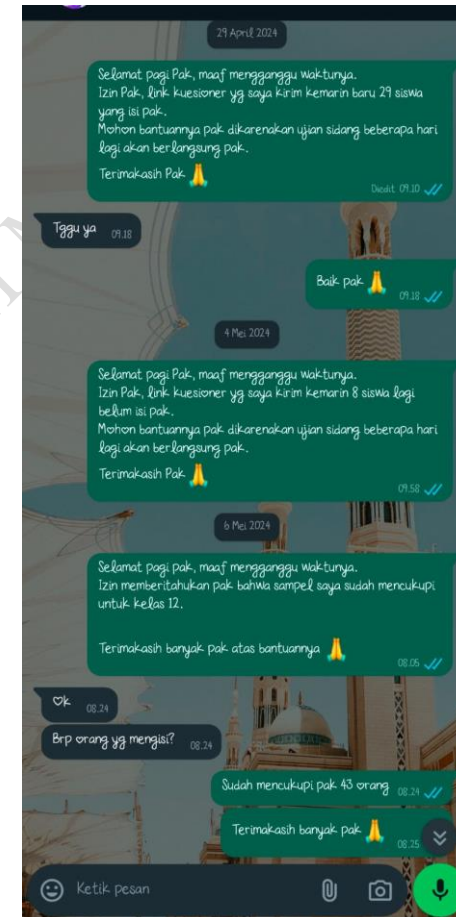 29 April 2024
Selamat pagi Pak, maaf mengganggu waktunya.
Izin Pak, link kuesioner yg saya kirim kemarin baru 29 siswa
yang isi pak.
Mohon bantuannya pak dikarenakan ujian sidang beberapa hari
lagi akan berlangsung pak.
Terimakasih Pak 🙏
Diedit 09.10
Tggu ya 09.18
Baik pak 🙏
09.18
4 Mei 2024
Selamat pagi Pak, maaf mengganggu waktunya.
Izin Pak, link kuesioner yg saya kirim kemarin 8 siswa lagi
belum isi pak.
Mohon bantuannya pak dikarenakan ujian sidang beberapa hari
lagi akan berlangsung pak.
Terimakasih Pak 🙏
09.58
6 Mei 2024
Selamat pagi pak, maaf mengganggu waktunya.
Izin memberitahukan pak bahwa sampel saya sudah mencukupi
untuk kelas 12.
Terimakasih banyak pak atas bantuannya 🙏
08.05
Ok 08.24
Brp orang yg mengisi? 08.24
Sudah mencukupi pak 43 orang 08.24
Terimakasih banyak pak 🙏
08.25
Ketik pesan